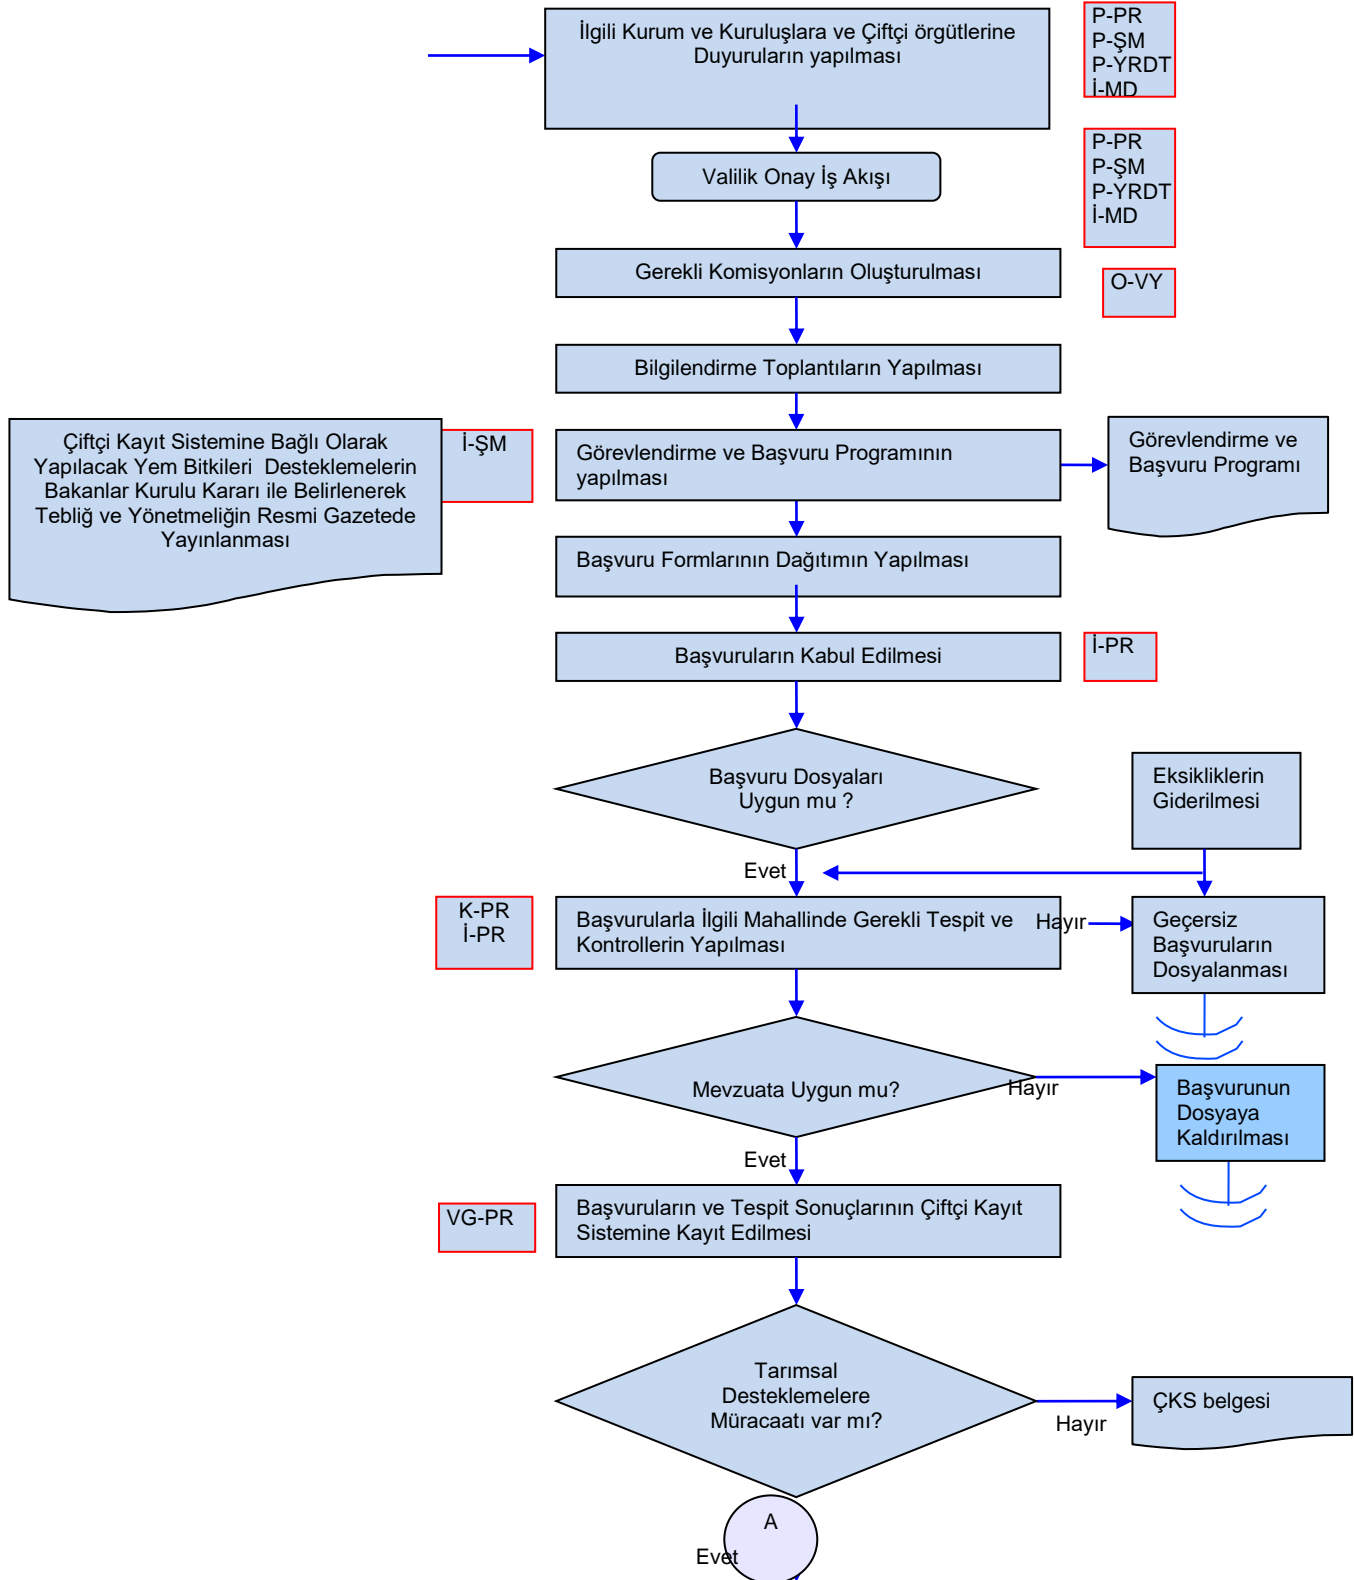 İlgili Kurum ve Kuruluşlara ve Çiftçi örgütlerine
Duyuruların yapılması
P-PR
P-ŞM
P-YRDT
İ-MD
Valilik Onay İş Akışı
P-PR
P-ŞM
P-YRDT
İ-MD
Gerekli Komisyonların Oluşturulması
O-VY
Bilgilendirme Toplantıların Yapılması
Çiftçi Kayıt Sistemine Bağlı Olarak
Yapılacak Yem Bitkileri Desteklemelerin
Bakanlar Kurulu Kararı ile Belirlenerek
Tebliğ ve Yönetmeliğin Resmi Gazetede
Yayınlanması
İ-ŞM
Görevlendirme ve Başvuru Programının
yapılması
Görevlendirme ve
Başvuru Programı
Başvuru Formlarının Dağıtımın Yapılması
Başvuruların Kabul Edilmesi
İ-PR
Başvuru Dosyaları
Uygun mu ?
Eksikliklerin
Giderilmesi
Evet
K-PR
İ-PR
Başvurularla İlgili Mahallinde Gerekli Tespit ve
Kontrollerin Yapılması
Hayır
Geçersiz
Başvuruların
Dosyalanması
Mevzuata Uygun mu?
Hayır
Başvurunun
Dosyaya
Kaldırılması
Evet
VG-PR
Başvuruların ve Tespit Sonuçlarının Çiftçi Kayıt
Sistemine Kayıt Edilmesi
Tarımsal
Desteklemelere
Müracaatı var mı?
Hayır
ÇKS belgesi
A
Evet